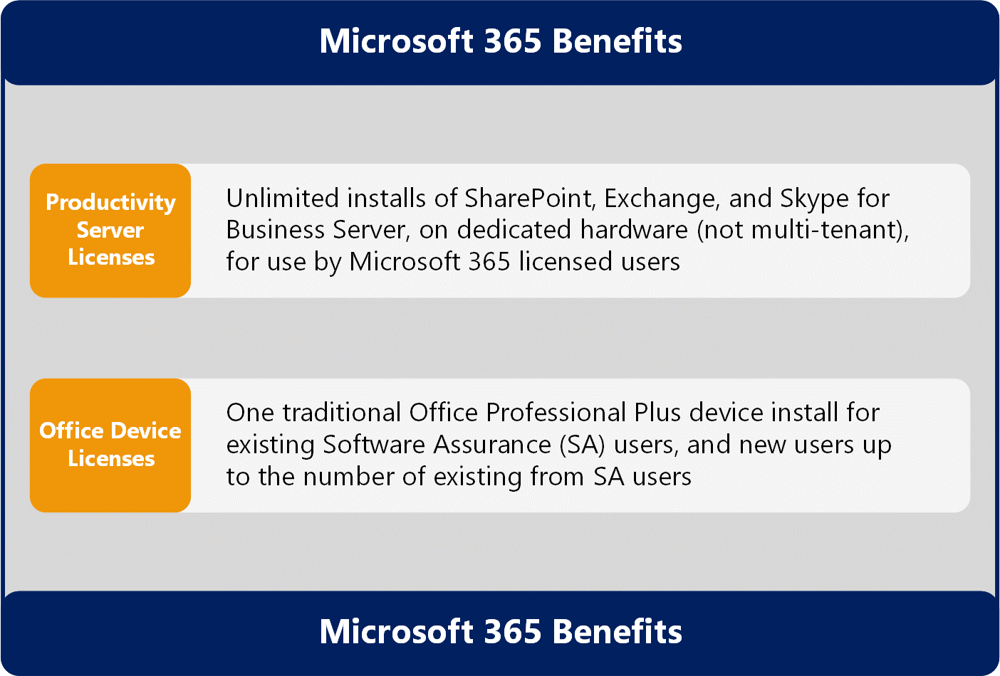 Microsoft 365 Benefits
Productivity
Server
Licenses
Unlimited installs of SharePoint, Exchange, and Skype for
Business Server, on dedicated hardware (not multi-tenant),
for use by Microsoft 365 licensed users
Office Device
Licenses
One traditional Office Professional Plus device install for
existing Software Assurance (SA) users, and new users up
to the number of existing from SA users
Microsoft 365 Benefits